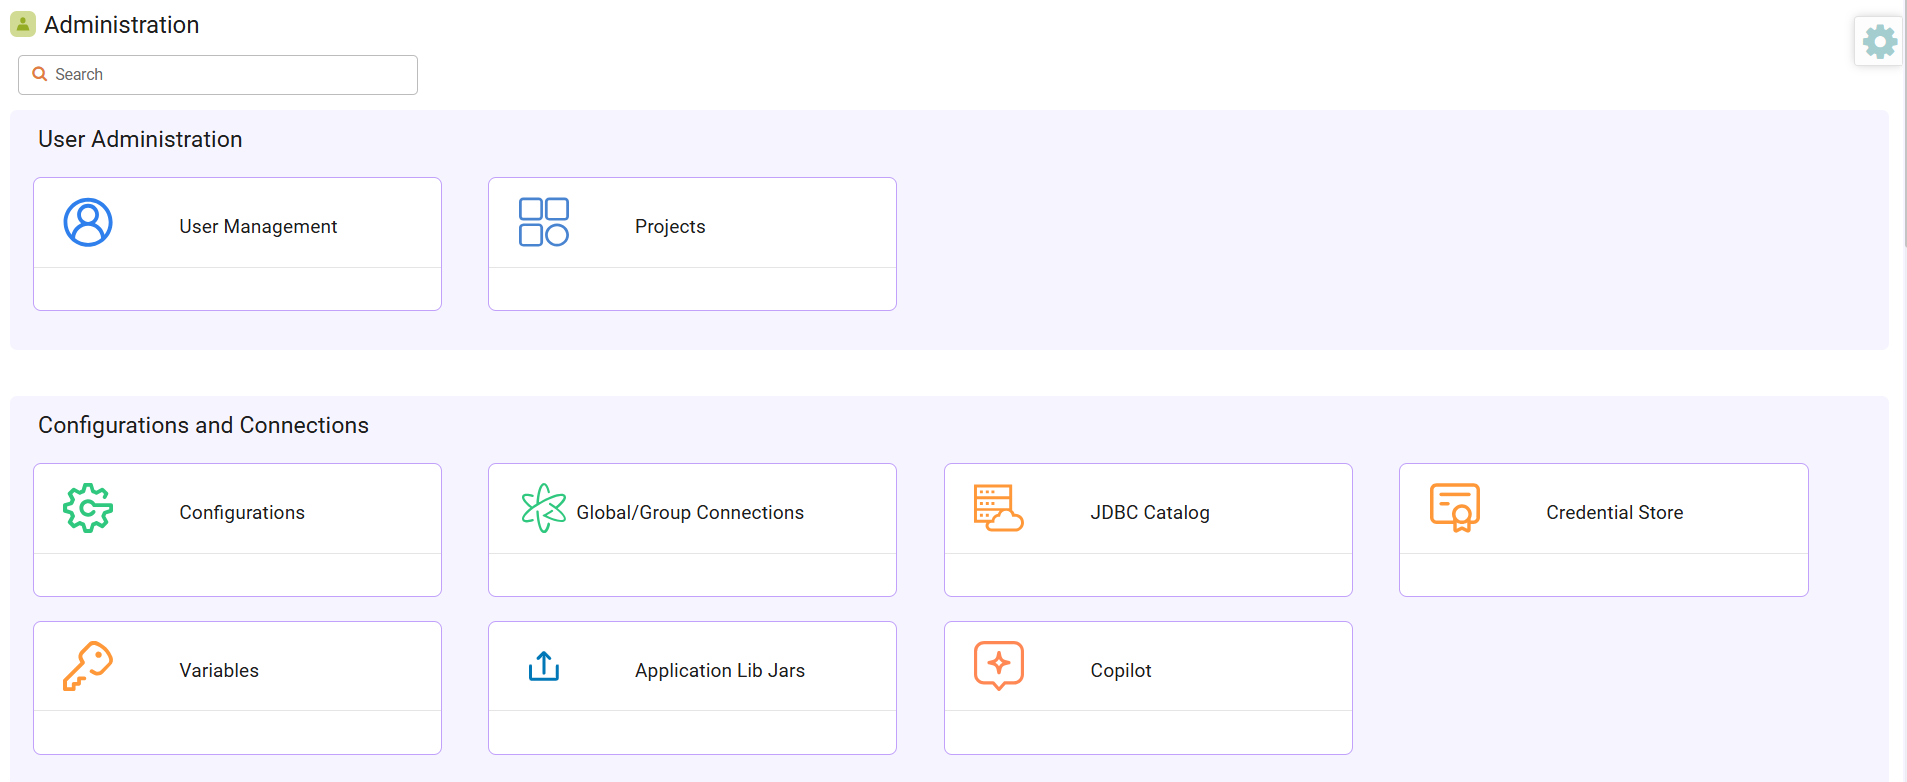 Administration
Search
User Administration
User Management
Projects
Configurations and Connections
Configurations
Global/Group Connections
JDBC Catalog
Credential Store
Variables
Application Lib Jars
Copilot